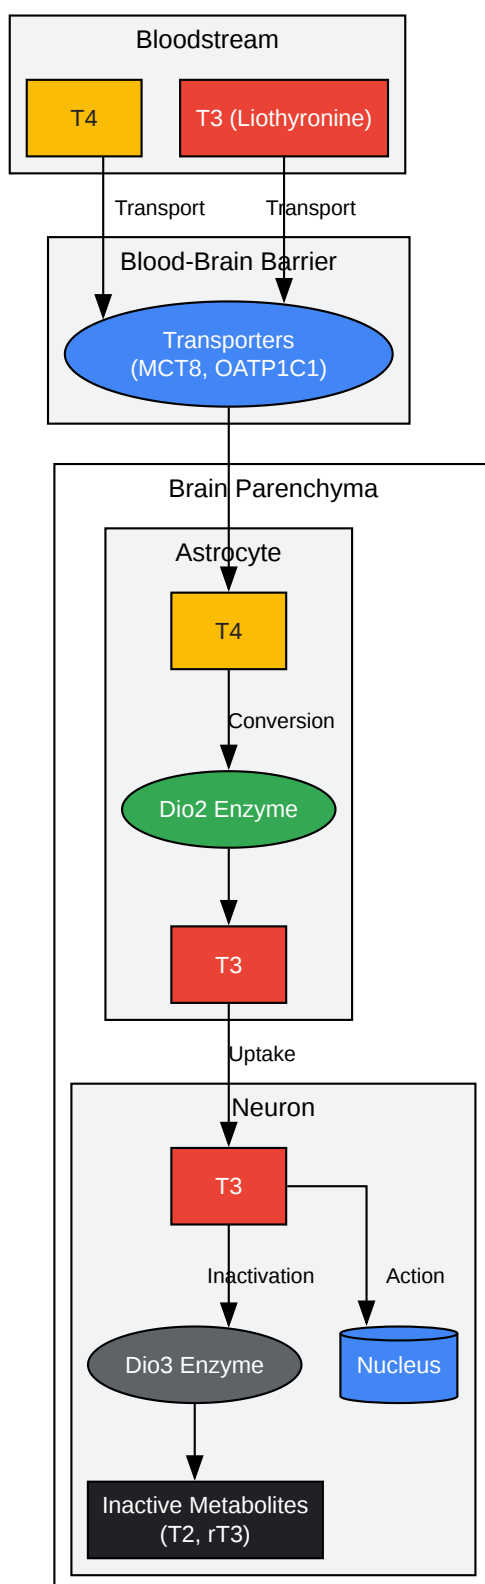 Bloodstream
T4
T3 (Liothyronine)
Transport
Transport
Blood-Brain Barrier
Transporters
(MCT8, OATP1C1)
Brain Parenchyma
Astrocyte
T4
Conversion
Dio2 Enzyme
T3
Uptake
Neuron
T3
Inactivation
Action
Dio3 Enzyme
Nucleus
Inactive Metabolites
(T2, rT3)